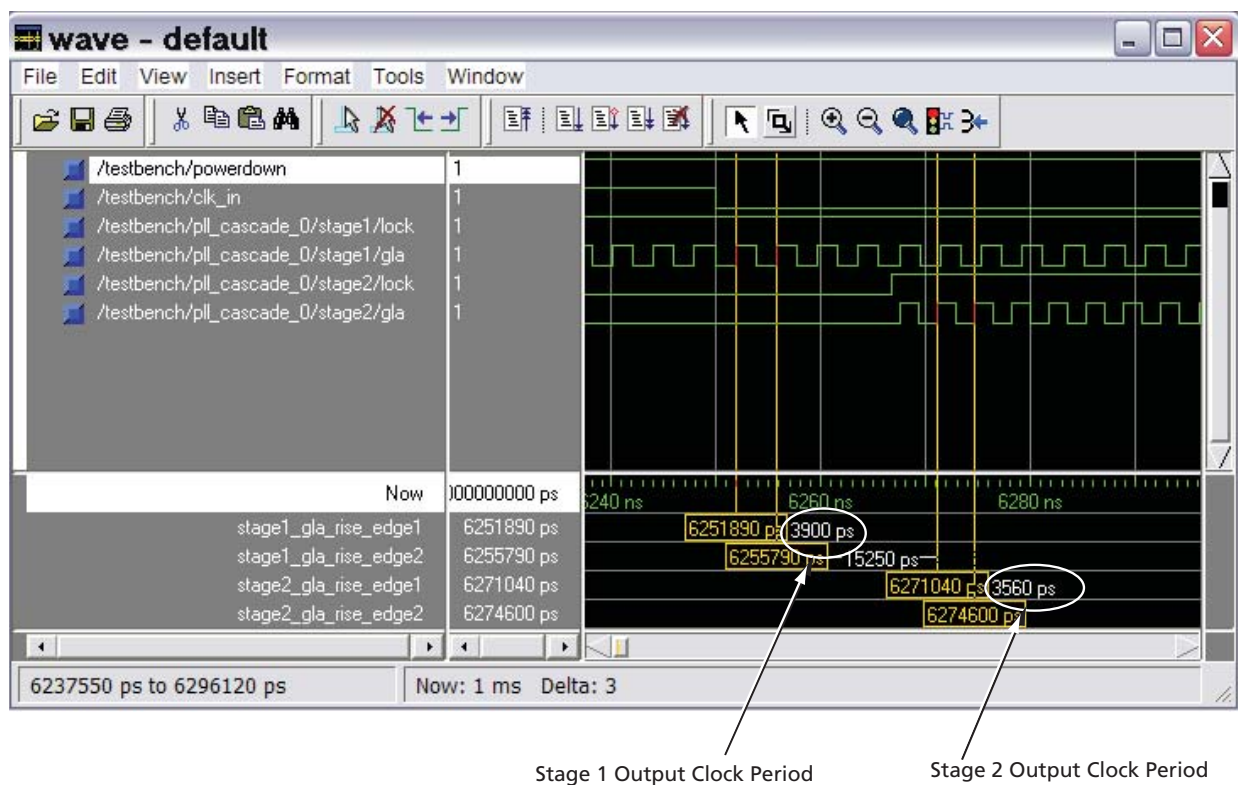 wave - default
File Edit View Insert Format Tools Window
/testbench/powerdown 1
/testbench/clk_in 1
/testbench/pll_cascade_0/stage1/lock 1
/testbench/pll_cascade_0/stage1/gla 1
/testbench/pll_cascade_0/stage2/lock 1
/testbench/pll_cascade_0/stage2/gla 1
Now 000000000 ps 6240 ns 6260 ns 6280 ns
stage1_gla_rise_edge1 6251890 ps 6251890 ps 3900 ps
stage1_gla_rise_edge2 6255790 ps 6255790 ps 15250 ps
stage2_gla_rise_edge1 6271040 ps 6271040 ps 3560 ps
stage2_gla_rise_edge2 6274600 ps 6274600 ps
6237550 ps to 6296120 ps Now: 1 ms Delta: 3
Stage 1 Output Clock Period Stage 2 Output Clock Period